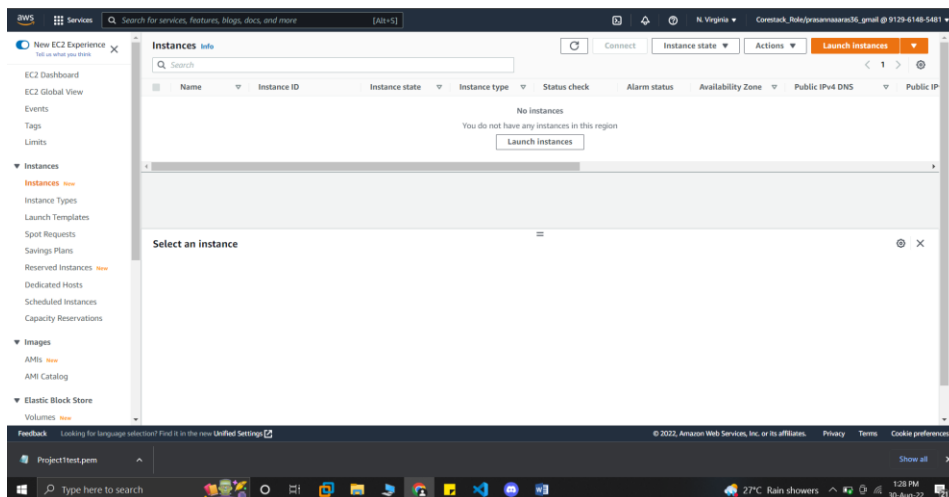 aws Services Search for services, features, blogs, docs, and more [Alt+S] N. Virginia Corestack_Role/prasannaaaras36_gmail @ 9129-6148-5481
New EC2 Experience
Tell us what you think
EC2 Dashboard
EC2 Global View
Events
Tags
Limits
Instances
Instances New
Instance Types
Launch Templates
Spot Requests
Savings Plans
Reserved Instances New
Dedicated Hosts
Scheduled Instances
Capacity Reservations
Images
AMIs New
AMI Catalog
Elastic Block Store
Volumes New
Instances Info Connect Instance state Actions Launch instances
Search 1
Name Instance ID Instance state Instance type Status check Alarm status Availability Zone Public IPv4 DNS Public IP
No instances
You do not have any instances in this region
Launch instances
Select an instance
Feedback Looking for language selection? Find it in the new Unified Settings © 2022, Amazon Web Services, Inc. or its affiliates. Privacy Terms Cookie preferences
Project1test.pem Show all
Type here to search 27°C Rain showers 1:28 PM
30-Aug-22